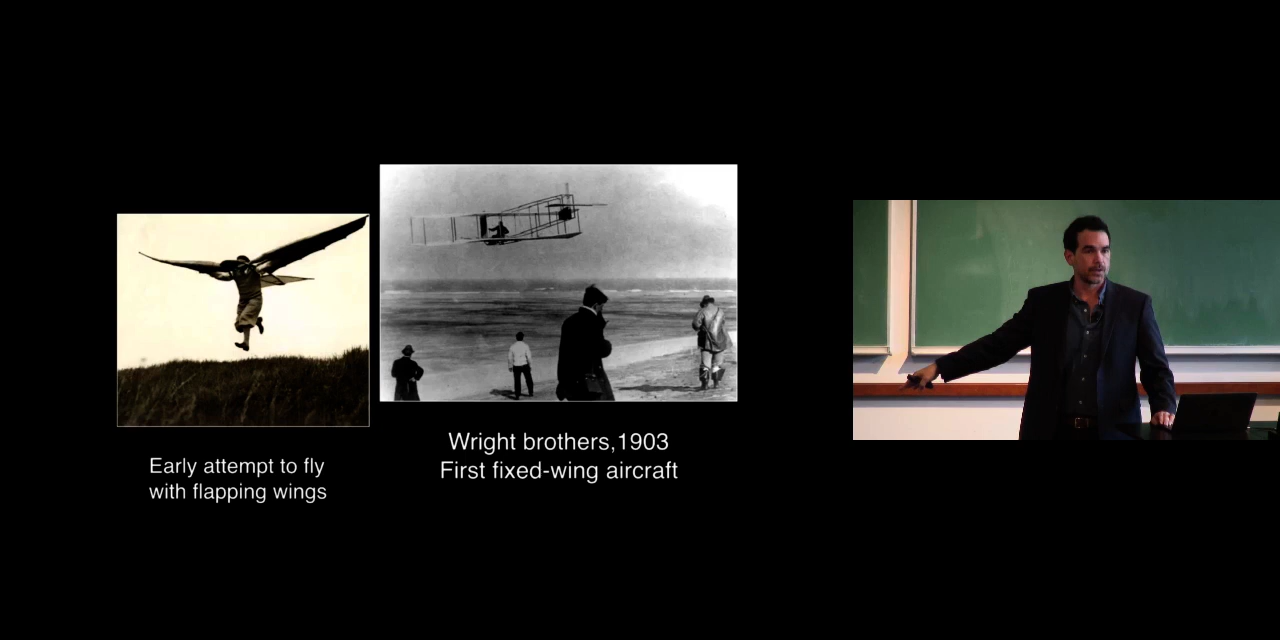 Early attempt to fly
with flapping wings
Wright brothers,1903
First fixed-wing aircraft